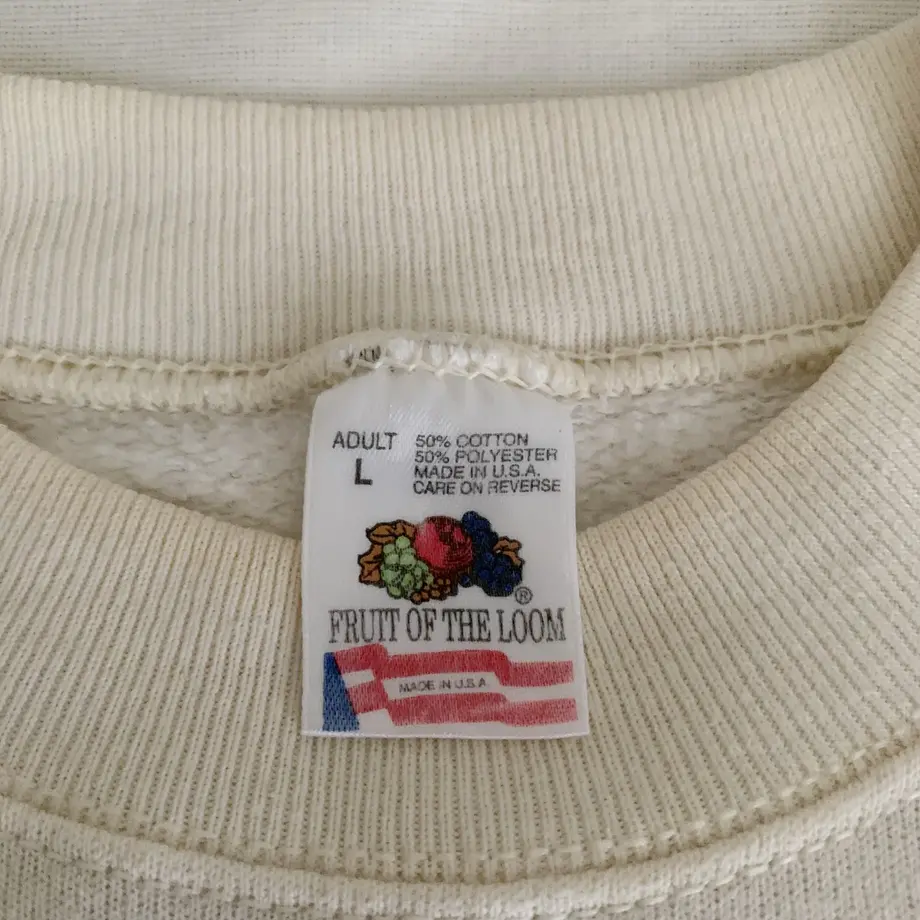 ADULT
L
50% COTTON
50% POLYESTER
MADE IN U.S.A.
CARE ON REVERSE
®
FRUIT OF THE LOOM
MADE IN U.S.A.